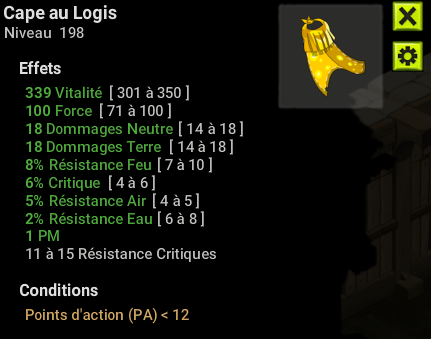 Cape au Logis
Niveau 198
Effets
339 Vitalité [ 301 à 350 ]
100 Force [ 71 à 100 ]
18 Dommages Neutre [ 14 à 18 ]
18 Dommages Terre [ 14 à 18 ]
8% Résistance Feu [ 7 à 10 ]
6% Critique [ 4 à 6 ]
5% Résistance Air [ 4 à 5 ]
2% Résistance Eau [ 6 à 8 ]
1 PM
11 à 15 Résistance Critiques
Conditions
Points d'action (PA) < 12